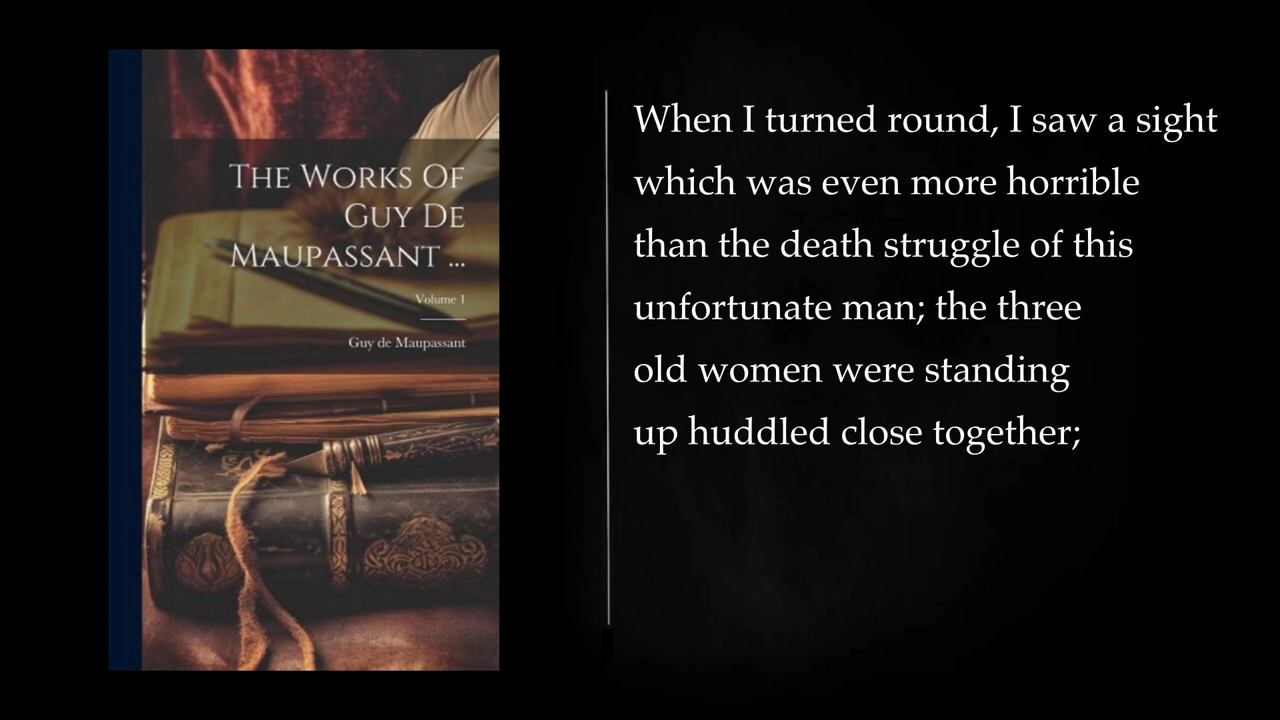 The Works Of
Guy De
Maupassant ...
Volume 1
Guy de Maupassant
When I turned round, I saw a sight
which was even more horrible
than the death struggle of this
unfortunate man; the three
old women were standing
up huddled close together;